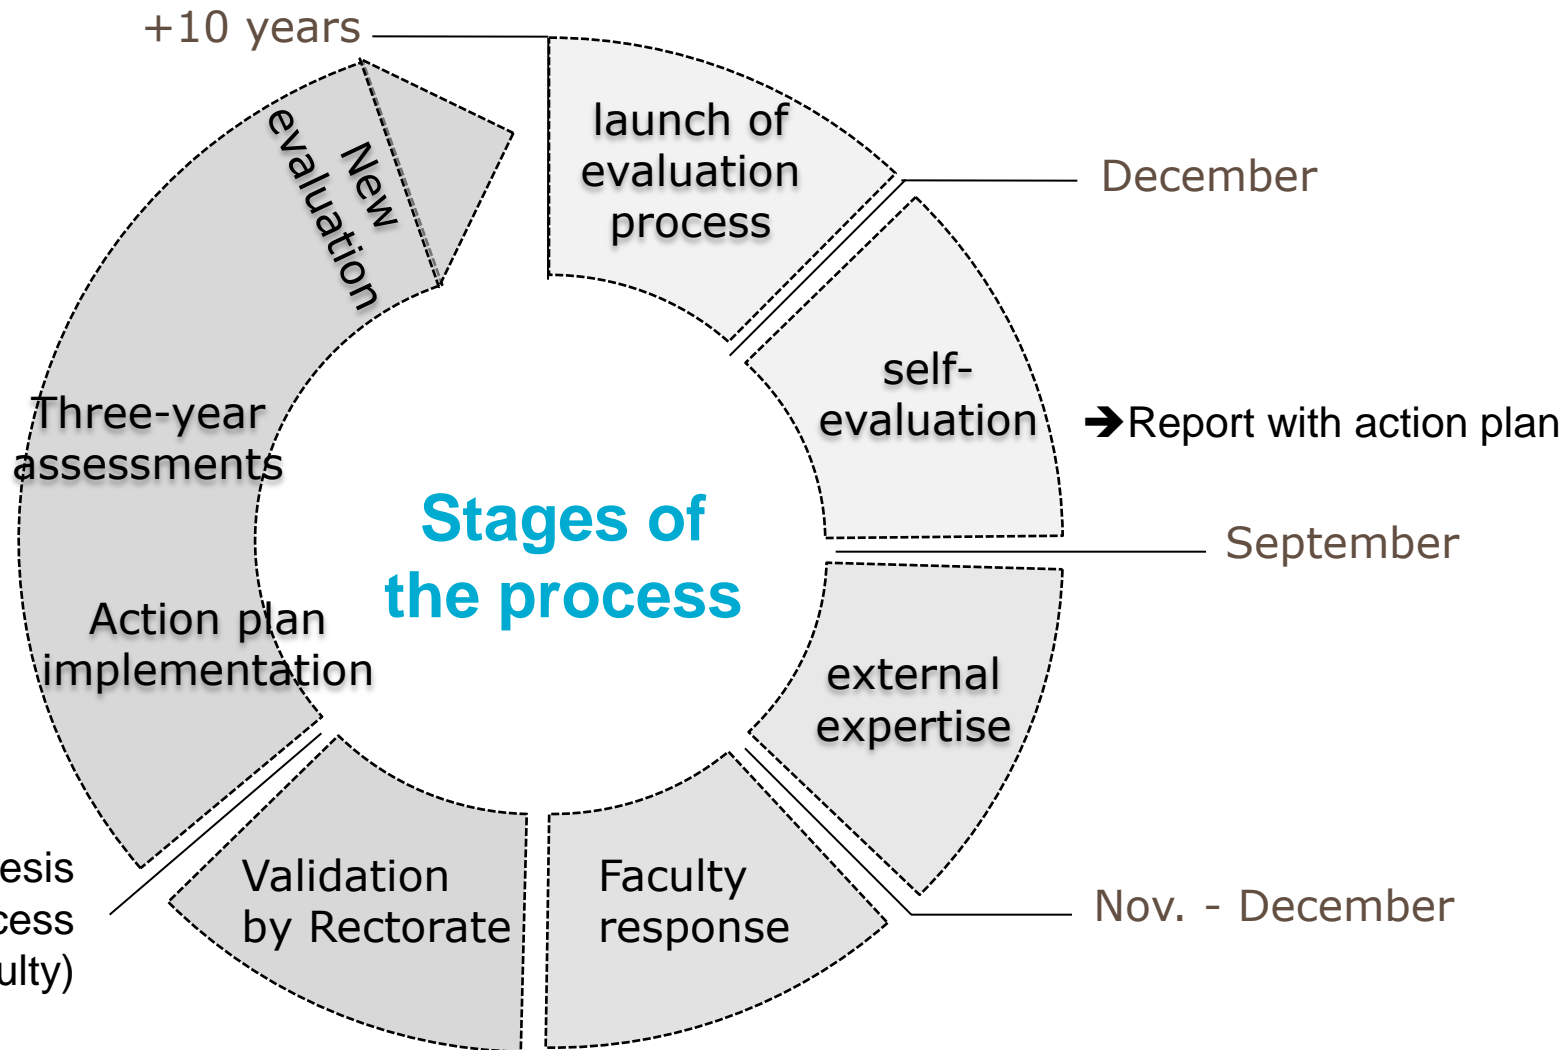 +10 years
launch of
evaluation
process
December
New
evaluation
self-
evaluation
➔Report with action plan
Three-year
assessments
Stages of
the process
September
Action plan
implementation
external
expertise
Validation
by Rectorate
Faculty
response
Nov. - December